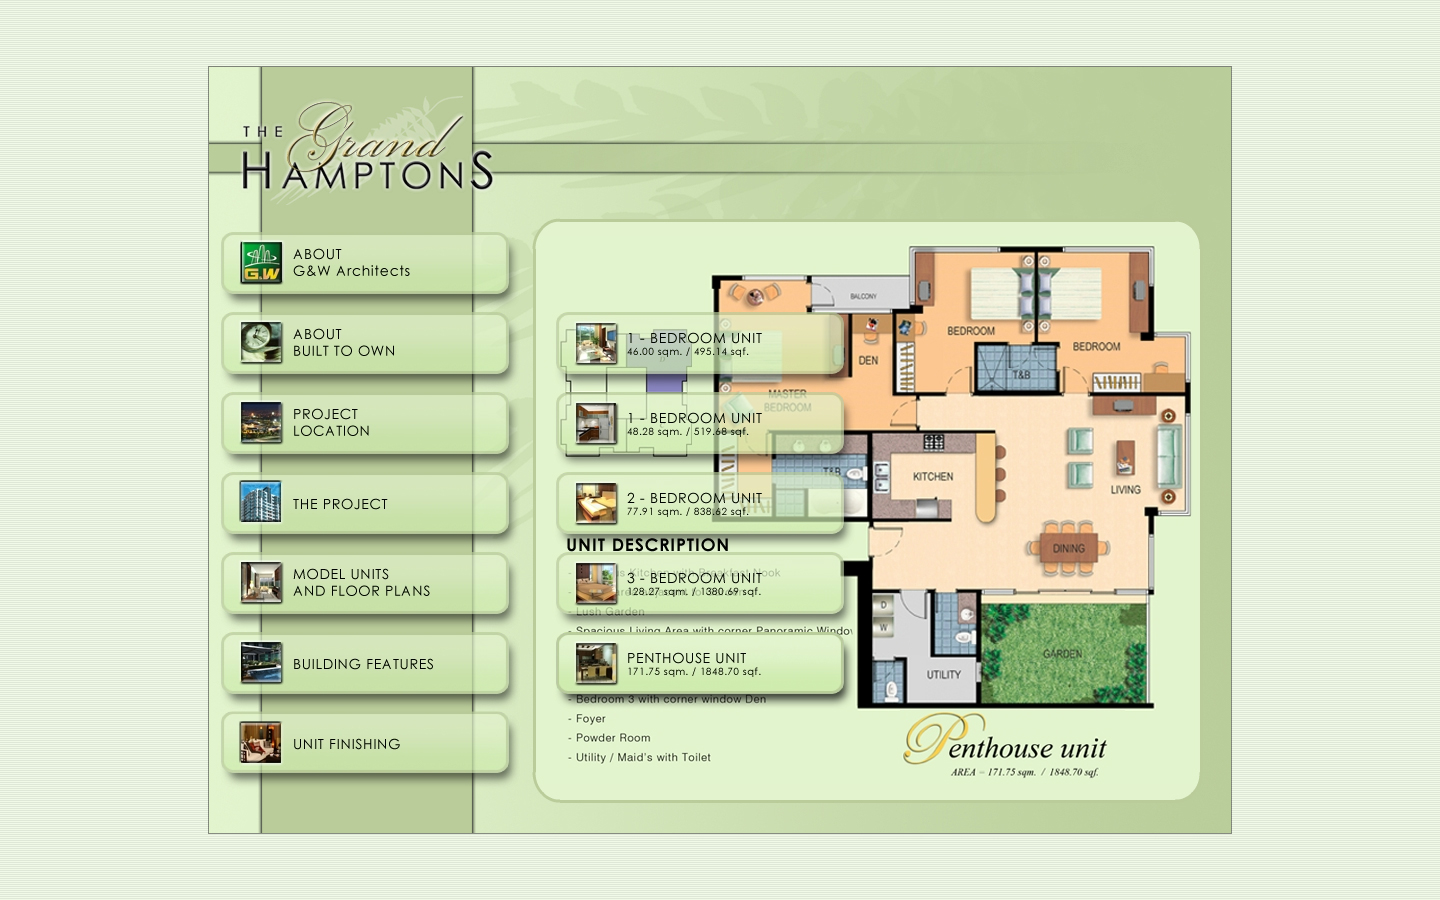 THE Grand
HAMPTONS
ABOUT
G&W Architects
G.W
ABOUT
BUILT TO OWN
PROJECT
LOCATION
THE PROJECT
MODEL UNITS
AND FLOOR PLANS
BUILDING FEATURES
UNIT FINISHING
1 - BEDROOM UNIT
46.00 sqm. / 495.14 sqf.
1 - BEDROOM UNIT
48.28 sqm. / 519.68 sqf.
2 - BEDROOM UNIT
77.91 sqm. / 838.62 sqf.
UNIT DESCRIPTION
Kitchen with Breakfast Nook
3 - BEDROOM UNIT
128.27 sqm. / 1380.69 sqf.
- Lush Garden
- Spacious Living Area with corner Panoramic Window
PENTHOUSE UNIT
171.75 sqm. / 1848.70 sqf.
- Bedroom 3 with corner window Den
- Foyer
- Powder Room
- Utility / Maid's with Toilet
BALCONY
BEDROOM
BEDROOM
DEN
T&B
MASTER
BEDROOM
T&B
KITCHEN
LIVING
DINING
D
W
GARDEN
UTILITY
Penthouse unit
AREA = 171.75 sqm. / 1848.70 sqf.